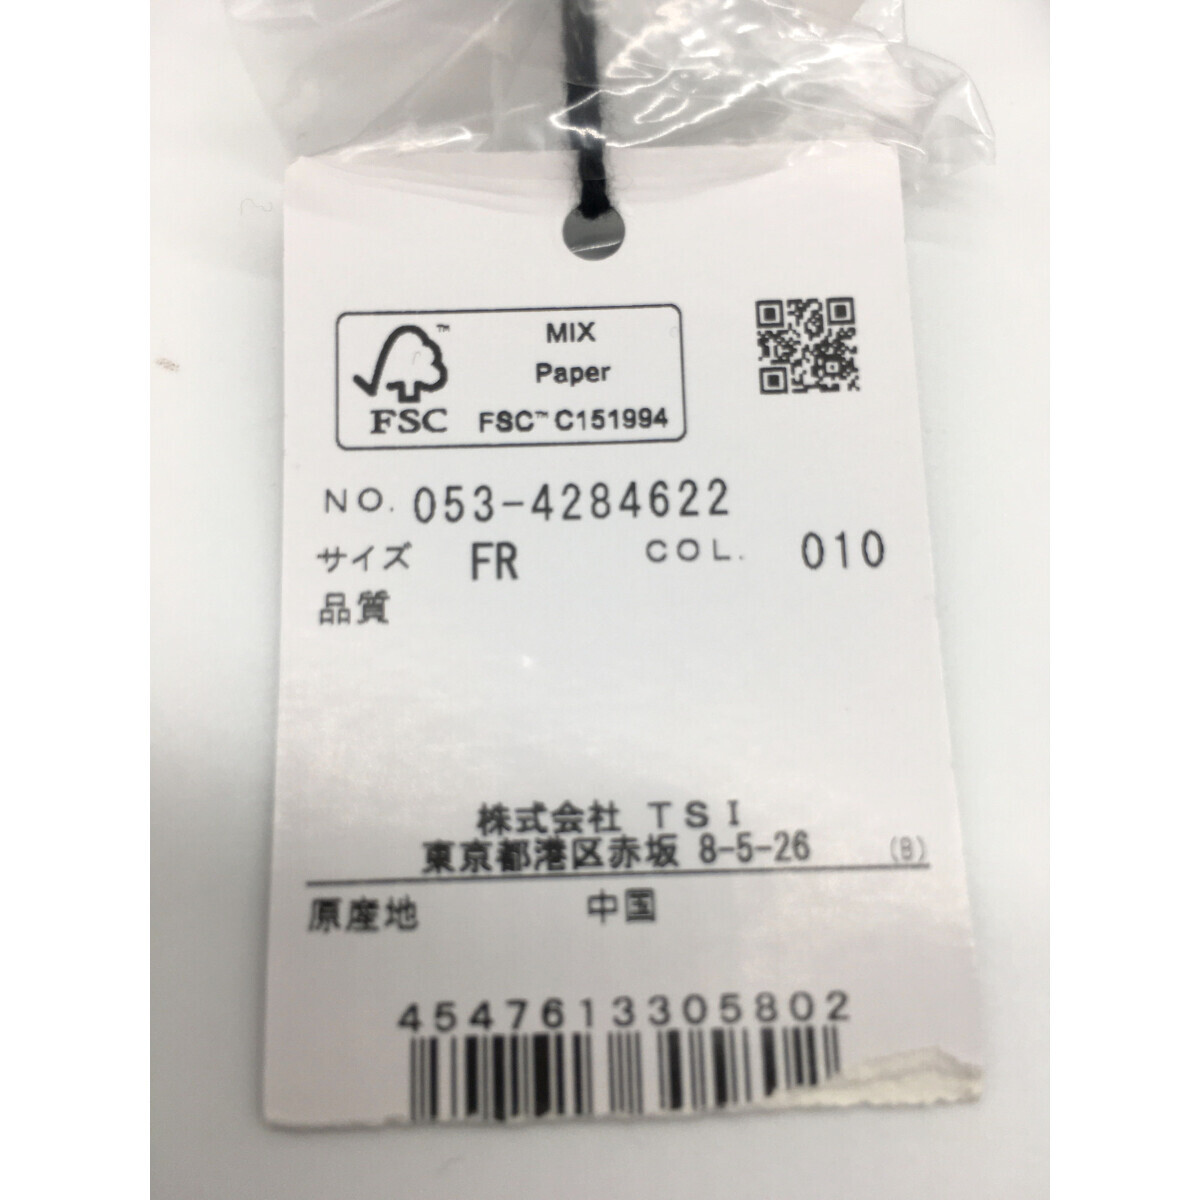 MIX
Paper
FSC™ FSC™ C151994
NO. 053-4284622
サイズ FR COL. 010
品質
株式会社 TSI
東京都港区赤坂 8-5-26 (B)
原産地 中国
4547613305802